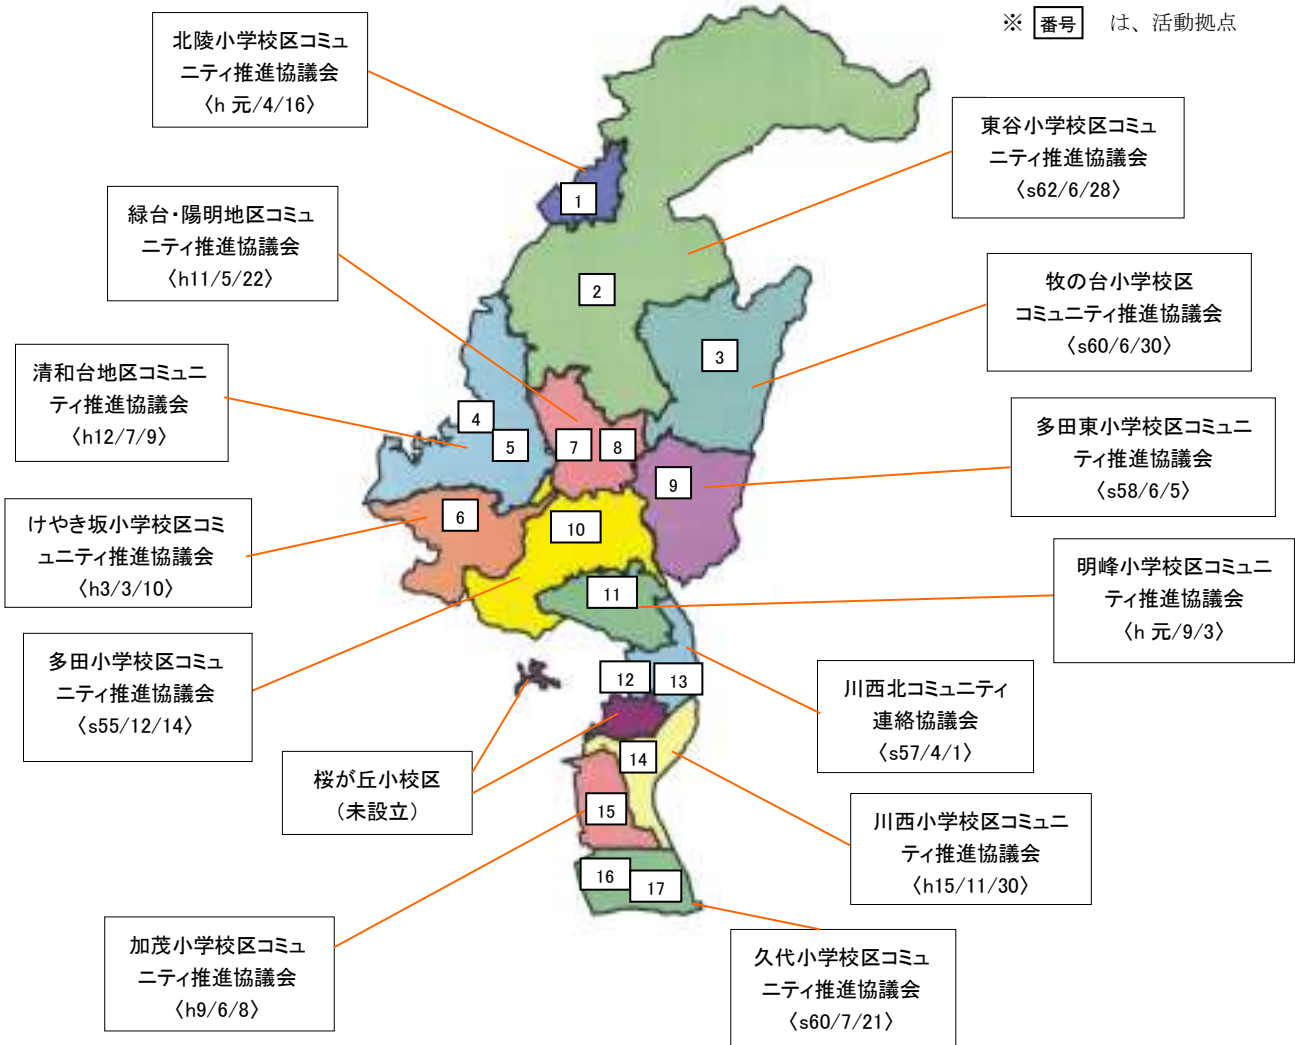 ※ 番号 は、活動拠点
北陵小学校区コミュ
ニティ推進協議会
〈h 元/4/16〉
東谷小学校区コミュ
ニティ推進協議会
〈s62/6/28〉
緑台・陽明地区コミュ
ニティ推進協議会
〈h11/5/22〉
牧の台小学校区
コミュニティ推進協議会
〈s60/6/30〉
清和台地区コミュニ
ティ推進協議会
〈h12/7/9〉
多田東小学校区コミュニ
ティ推進協議会
〈s58/6/5〉
けやき坂小学校区コミ
ュニティ推進協議会
〈h3/3/10〉
明峰小学校区コミュニ
ティ推進協議会
〈h 元/9/3〉
多田小学校区コミュ
ニティ推進協議会
〈s55/12/14〉
川西北コミュニティ
連絡協議会
〈s57/4/1〉
桜が丘小校区
（未設立）
川西小学校区コミュニ
ティ推進協議会
〈h15/11/30〉
加茂小学校区コミュ
ニティ推進協議会
〈h9/6/8〉
久代小学校区コミュ
ニティ推進協議会
〈s60/7/21〉
1
2
3
4
5
6
7
8
9
10
11
12
13
14
15
16
17